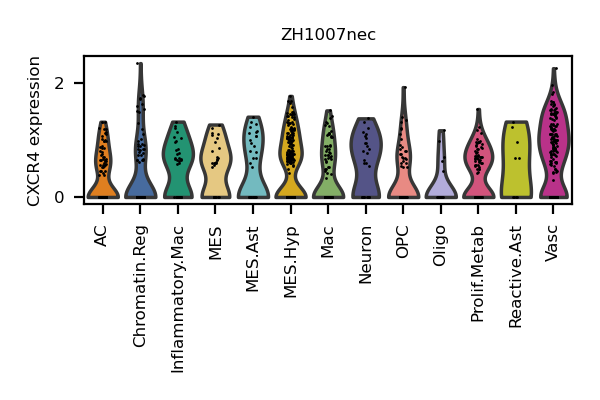 ZH1007nec
CXCR4 expression
2
0
AC
Chromatin.Reg
Inflammatory.Mac
MES
MES.Ast
MES.Hyp
Mac
Neuron
OPC
Oligo
Prolif.Metab
Reactive.Ast
Vasc